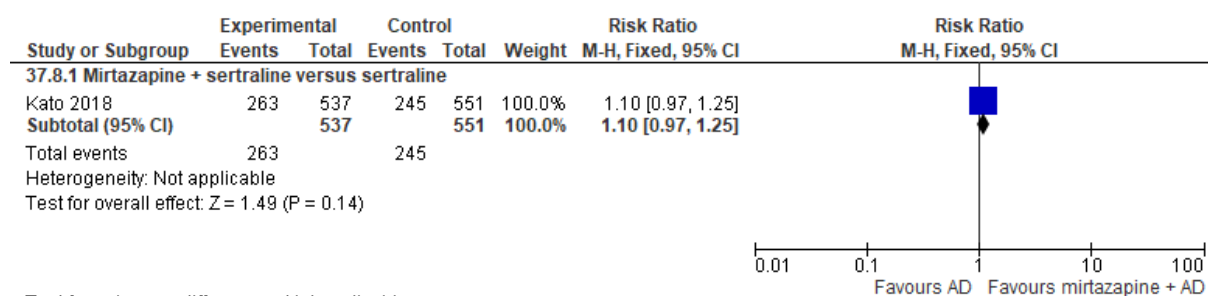 Experimental Control Risk Ratio Risk Ratio
Study or Subgroup Events Total Events Total Weight M-H, Fixed, 95% CI M-H, Fixed, 95% CI
37.8.1 Mirtazapine + sertraline versus sertraline
Kato 2018 263 537 245 551 100.0% 1.10 [0.97, 1.25]
Subtotal (95% CI) 537 551 100.0% 1.10 [0.97, 1.25]
Total events 263 245
Heterogeneity: Not applicable
Test for overall effect: Z = 1.49 (P = 0.14)
0.01 0.1 1 10 100
Favours AD Favours mirtazapine + AD